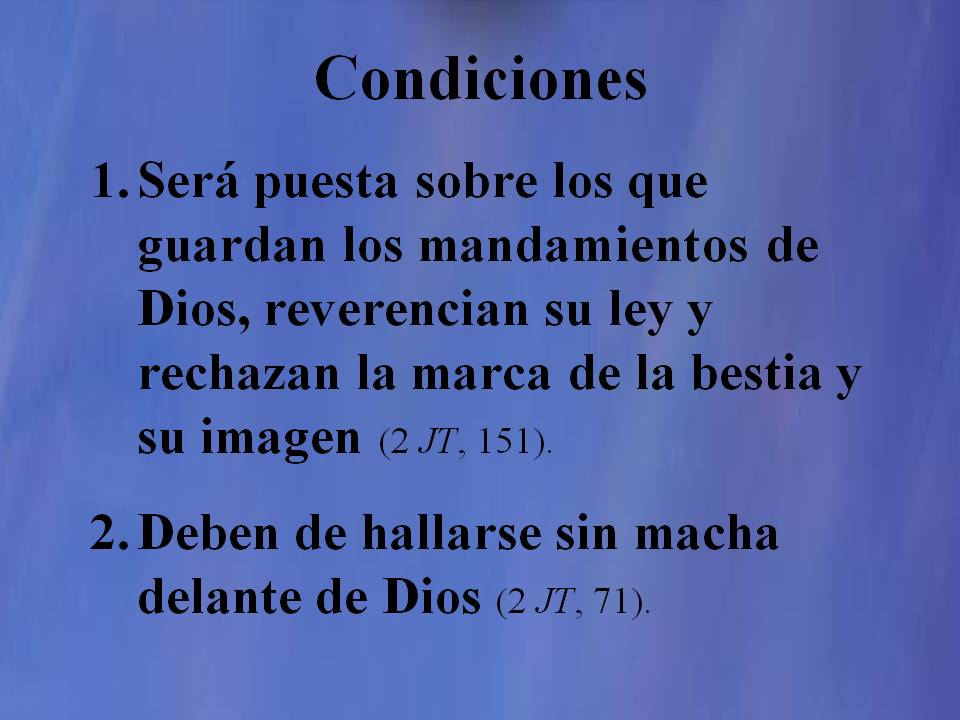 Condiciones
1. Será puesta sobre los que
guardan los mandamientos de
Dios, reverencian su ley y
rechazan la marca de la bestia y
su imagen (2 JT, 151).
2. Deben de hallarse sin macha
delante de Dios (2 JT, 71).